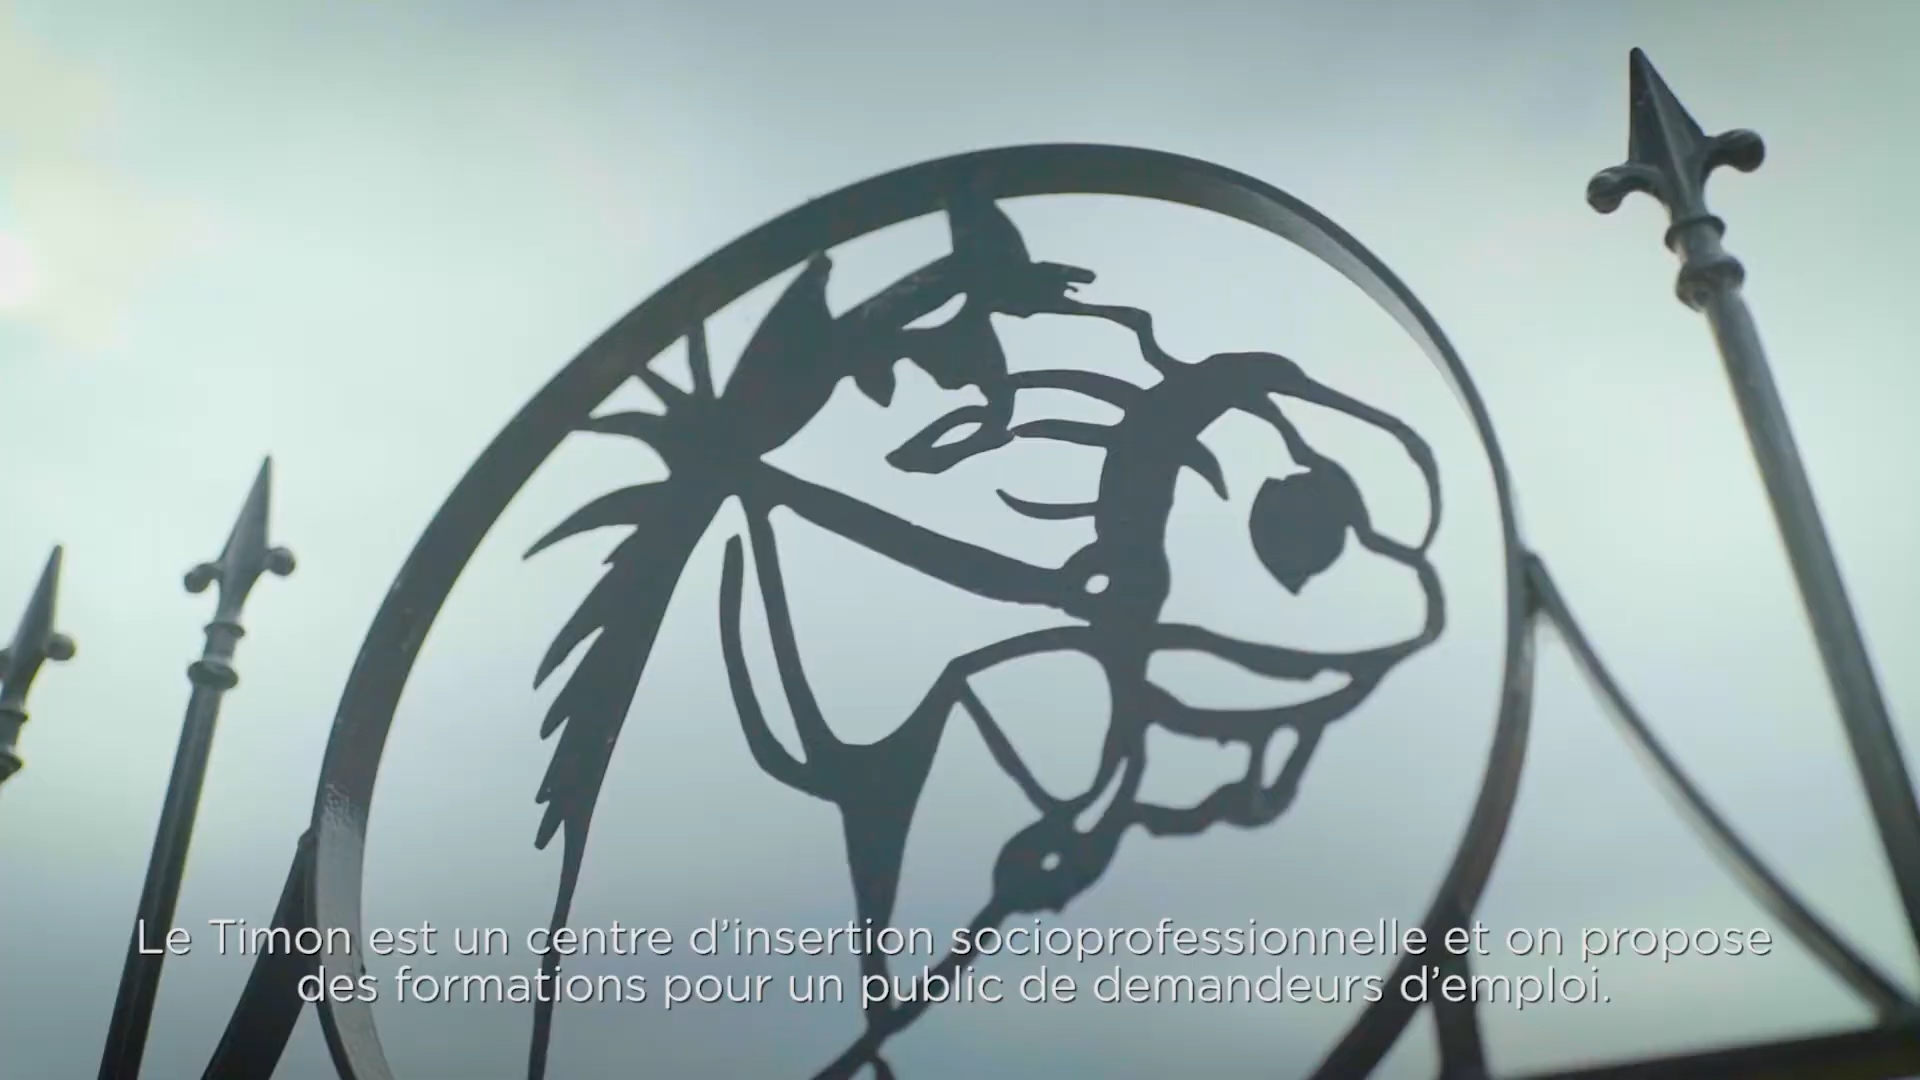 Le Timon est un centre d’insertion socioprofessionnelle et on propose
des formations pour un public de demandeurs d’emploi.